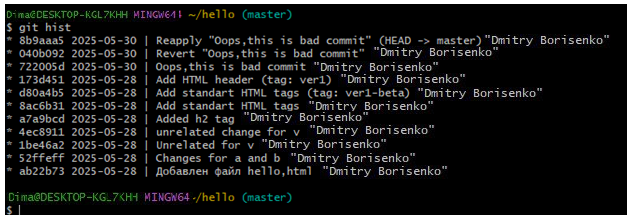 Dima@DESKTOP-KGL7KHH MINGW64 ~/hello (master)
$ git hist
* 8b9aaa5 2025-05-30 | Reapply "Oops,this is bad commit" (HEAD -> master) "Dmitry Borisenko"
* 040b092 2025-05-30 | Revert "Oops,this is bad commit" "Dmitry Borisenko"
* 722005d 2025-05-30 | Oops,this is bad commit "Dmitry Borisenko"
* 173d451 2025-05-28 | Add HTML header (tag: ver1) "Dmitry Borisenko"
* d80a4b5 2025-05-28 | Add standart HTML tags (tag: ver1-beta) "Dmitry Borisenko"
* 8ac6b31 2025-05-28 | Add standart HTML tags "Dmitry Borisenko"
* a7a9bcd 2025-05-28 | Added h2 tag "Dmitry Borisenko"
* 4ec8911 2025-05-28 | unrelated change for v "Dmitry Borisenko"
* 1be46a2 2025-05-28 | Unrelated for v "Dmitry Borisenko"
* 52ffeff 2025-05-28 | Changes for a and b "Dmitry Borisenko"
* ab22b73 2025-05-28 | Добавлен файл hello,html "Dmitry Borisenko"
Dima@DESKTOP-KGL7KHH MINGW64 ~/hello (master)
$